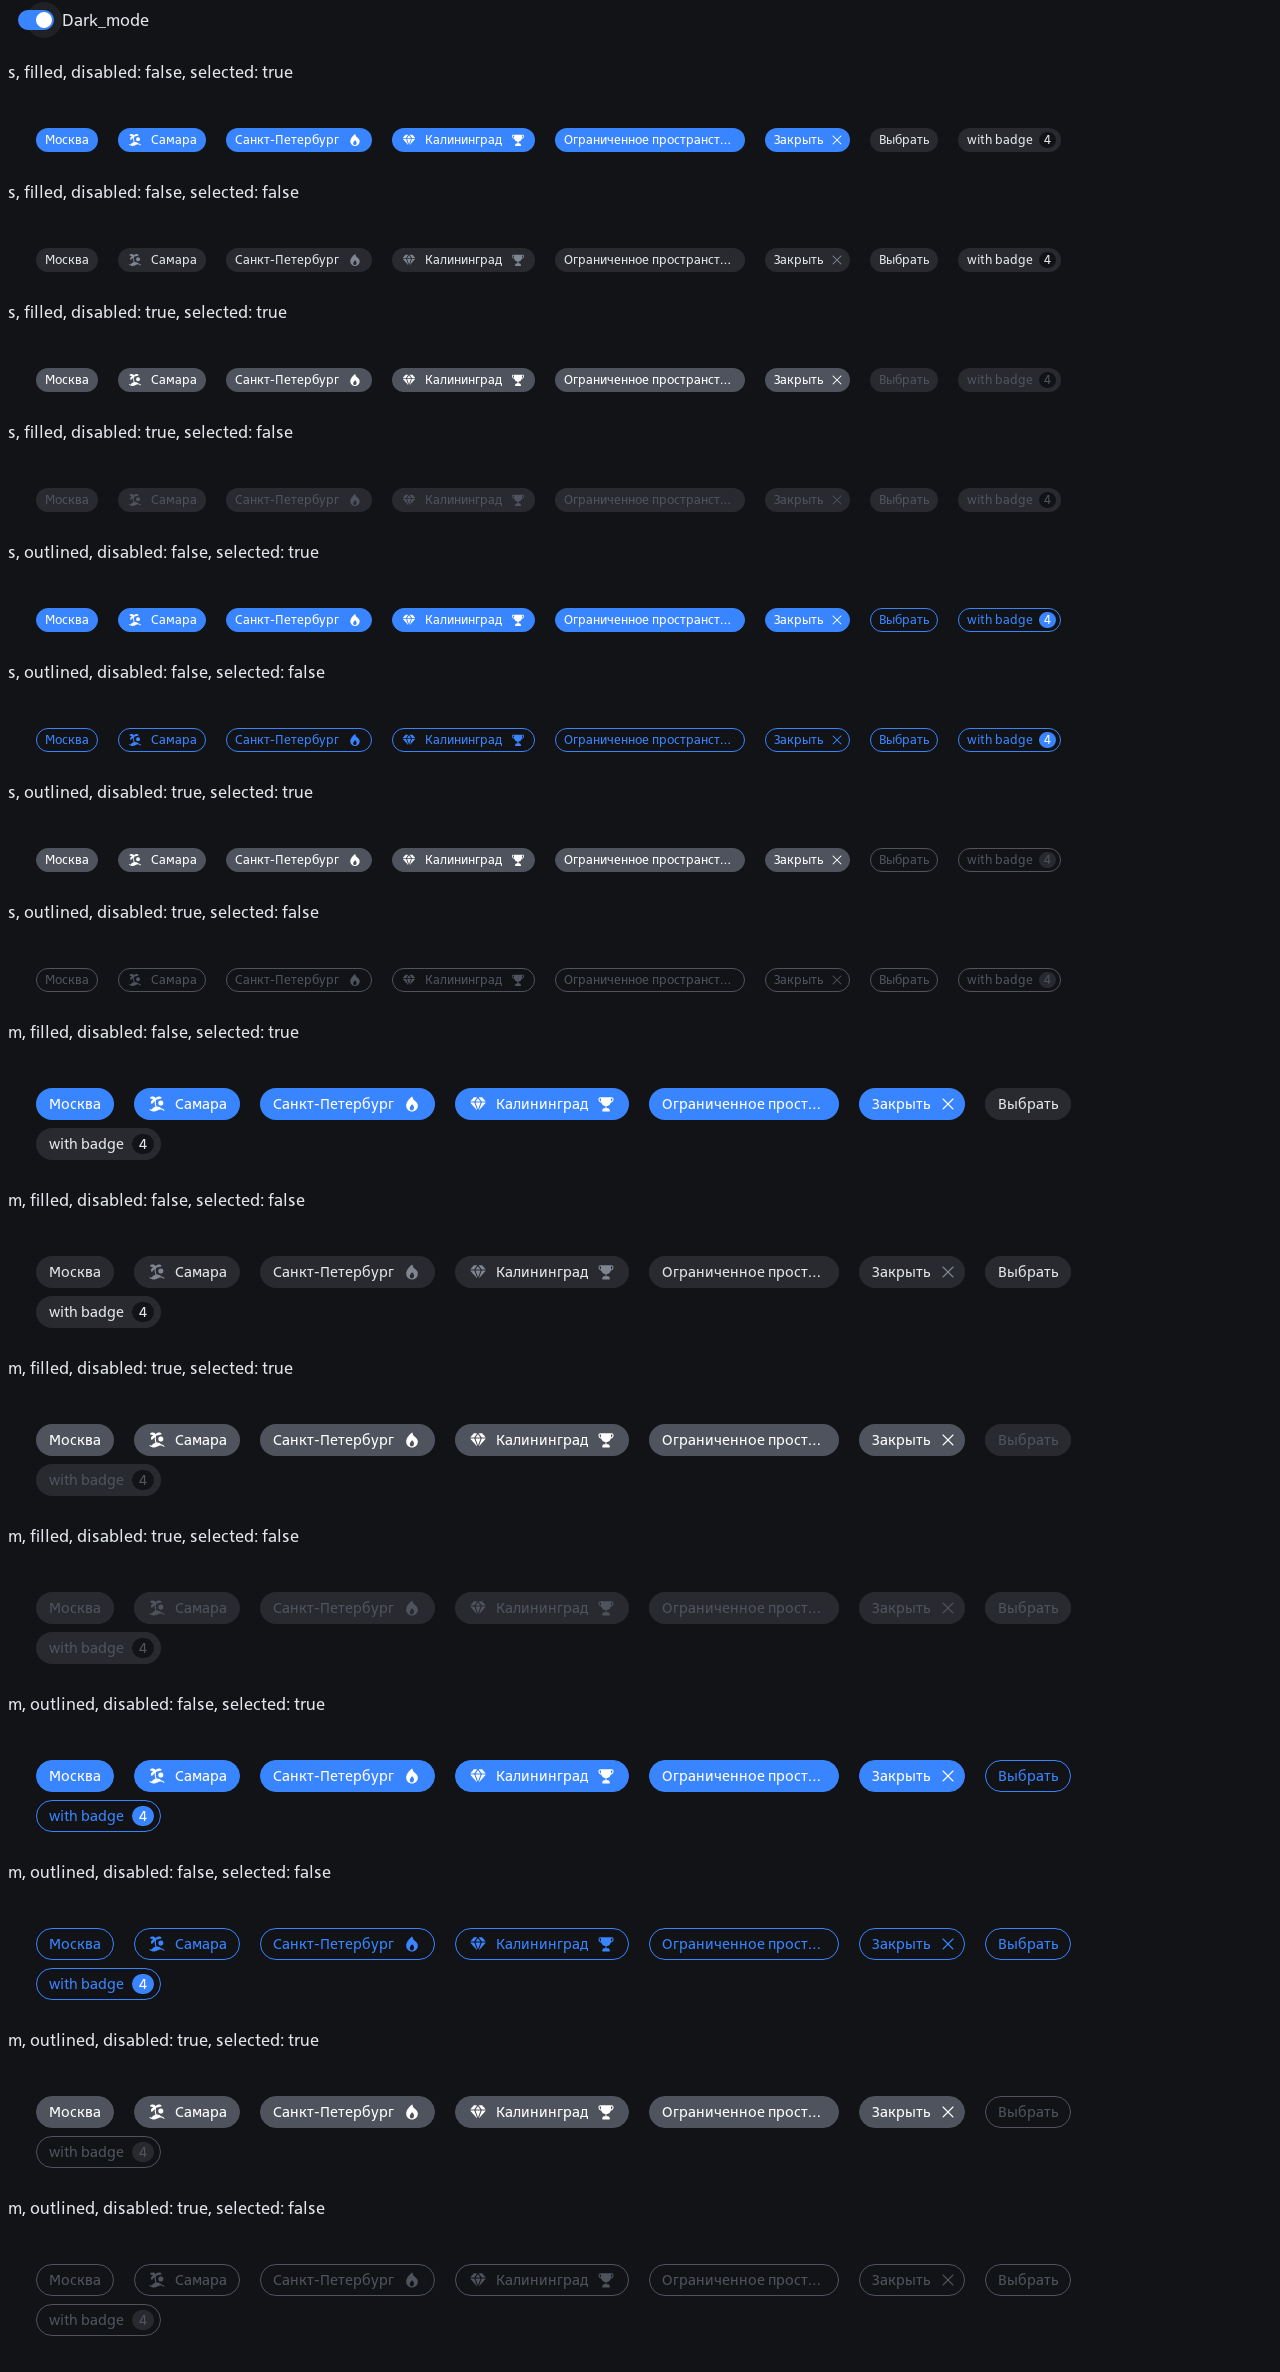 Dark_mode
s, filled, disabled: false, selected: true
Москва Самара Санкт-Петербург Калининград Ограниченное пространст... Закрыть Выбрать with badge 4
s, filled, disabled: false, selected: false
Москва Самара Санкт-Петербург Калининград Ограниченное пространст... Закрыть Выбрать with badge 4
s, filled, disabled: true, selected: true
Москва Самара Санкт-Петербург Калининград Ограниченное пространст... Закрыть Выбрать with badge 4
s, filled, disabled: true, selected: false
Москва Самара Санкт-Петербург Калининград Ограниченное пространст... Закрыть Выбрать with badge 4
s, outlined, disabled: false, selected: true
Москва Самара Санкт-Петербург Калининград Ограниченное пространст... Закрыть Выбрать with badge 4
s, outlined, disabled: false, selected: false
Москва Самара Санкт-Петербург Калининград Ограниченное пространст... Закрыть Выбрать with badge 4
s, outlined, disabled: true, selected: true
Москва Самара Санкт-Петербург Калининград Ограниченное пространст... Закрыть Выбрать with badge 4
s, outlined, disabled: true, selected: false
Москва Самара Санкт-Петербург Калининград Ограниченное пространст... Закрыть Выбрать with badge 4
m, filled, disabled: false, selected: true
Москва Самара Санкт-Петербург Калининград Ограниченное прост... Закрыть Выбрать
with badge 4
m, filled, disabled: false, selected: false
Москва Самара Санкт-Петербург Калининград Ограниченное прост... Закрыть Выбрать
with badge 4
m, filled, disabled: true, selected: true
Москва Самара Санкт-Петербург Калининград Ограниченное прост... Закрыть Выбрать
with badge 4
m, filled, disabled: true, selected: false
Москва Самара Санкт-Петербург Калининград Ограниченное прост... Закрыть Выбрать
with badge 4
m, outlined, disabled: false, selected: true
Москва Самара Санкт-Петербург Калининград Ограниченное прост... Закрыть Выбрать
with badge 4
m, outlined, disabled: false, selected: false
Москва Самара Санкт-Петербург Калининград Ограниченное прост... Закрыть Выбрать
with badge 4
m, outlined, disabled: true, selected: true
Москва Самара Санкт-Петербург Калининград Ограниченное прост... Закрыть Выбрать
with badge 4
m, outlined, disabled: true, selected: false
Москва Самара Санкт-Петербург Калининград Ограниченное прост... Закрыть Выбрать
with badge 4